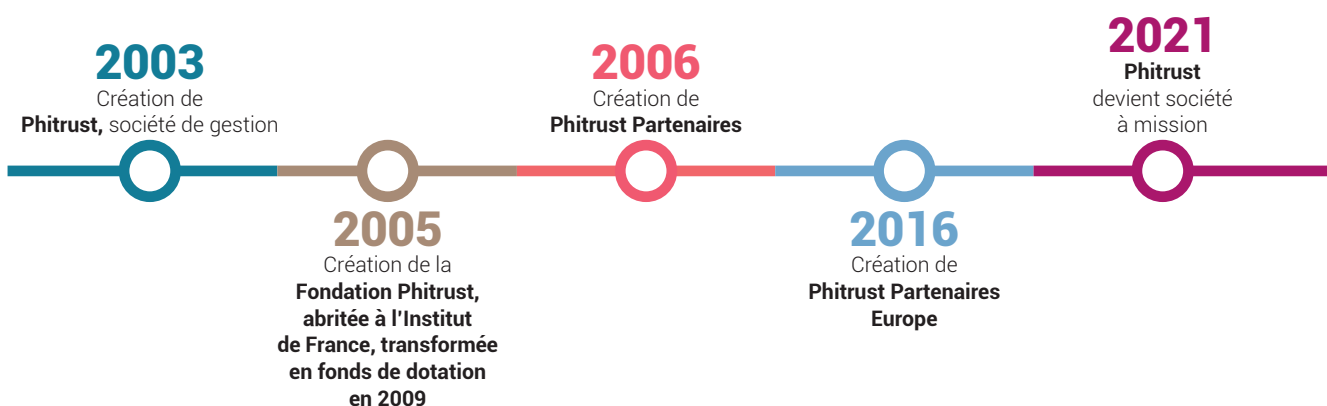 2003
Création de
Phitrust, société de gestion
2005
Création de la
Fondation Phitrust,
abritée à l'Institut
de France, transformée
en fonds de dotation
en 2009
2006
Création de
Phitrust Partenaires
2016
Création de
Phitrust Partenaires
Europe
2021
Phitrust
devient société
à mission